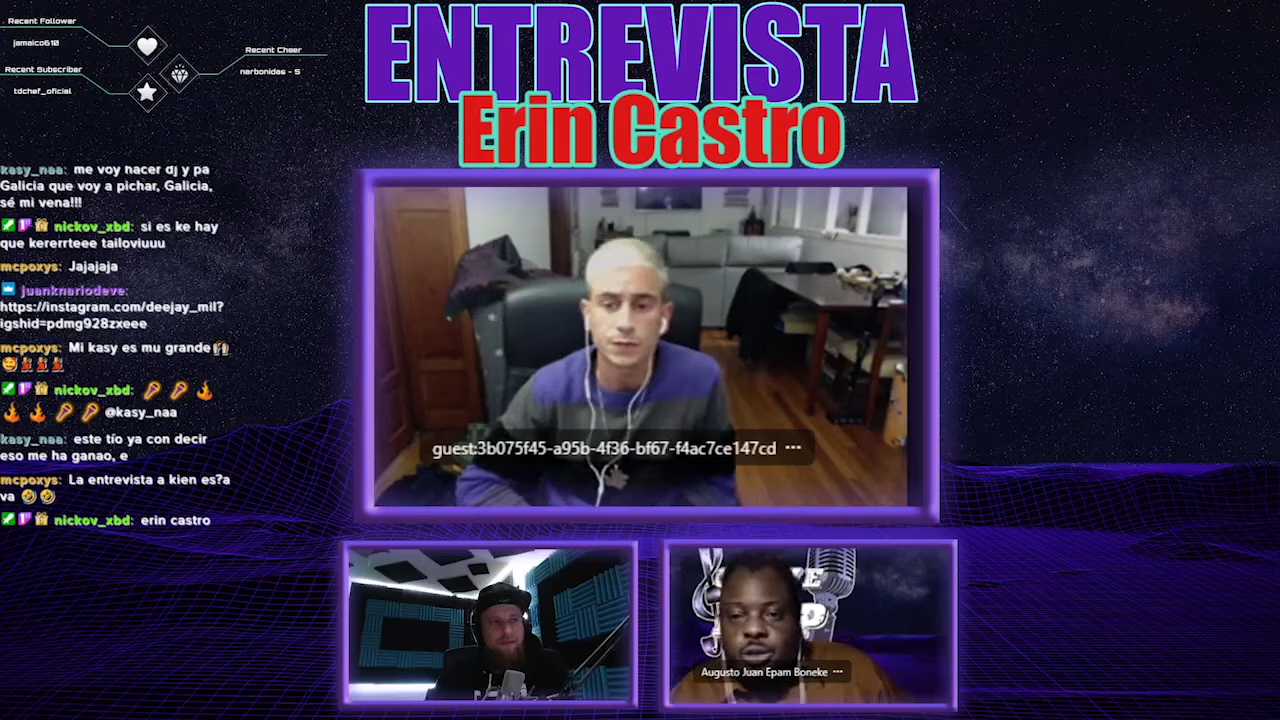 Recent Follower
jamaico610
Recent Subscriber
tdchef_oficial
Recent Cheer
narbonidas - 5
ENTREVISTA
Erin Castro
kasy_naa: me voy hacer dj y pa
Galicia que voy a pichar, Galicia,
sé mi vena!!!
nickov_xbd: si es ke hay
que kererrteee tailoviuuu
mcpoxys: Jajajaja
juanknariodeve:
https://instagram.com/deejay_mil?
igshid=pdmg928zxeee
mcpoxys: Mi kasy es mu grande
nickov_xbd:
@kasy_naa
kasy_naa: este tío ya con decir
eso me ha ganao, e
mcpoxys: La entrevista a kien es?a
va
nickov_xbd: erin castro
guest:3b075f45-a95b-4f36-bf67-f4ac7ce147cd ...
Augusto Juan Epam Boneke ...